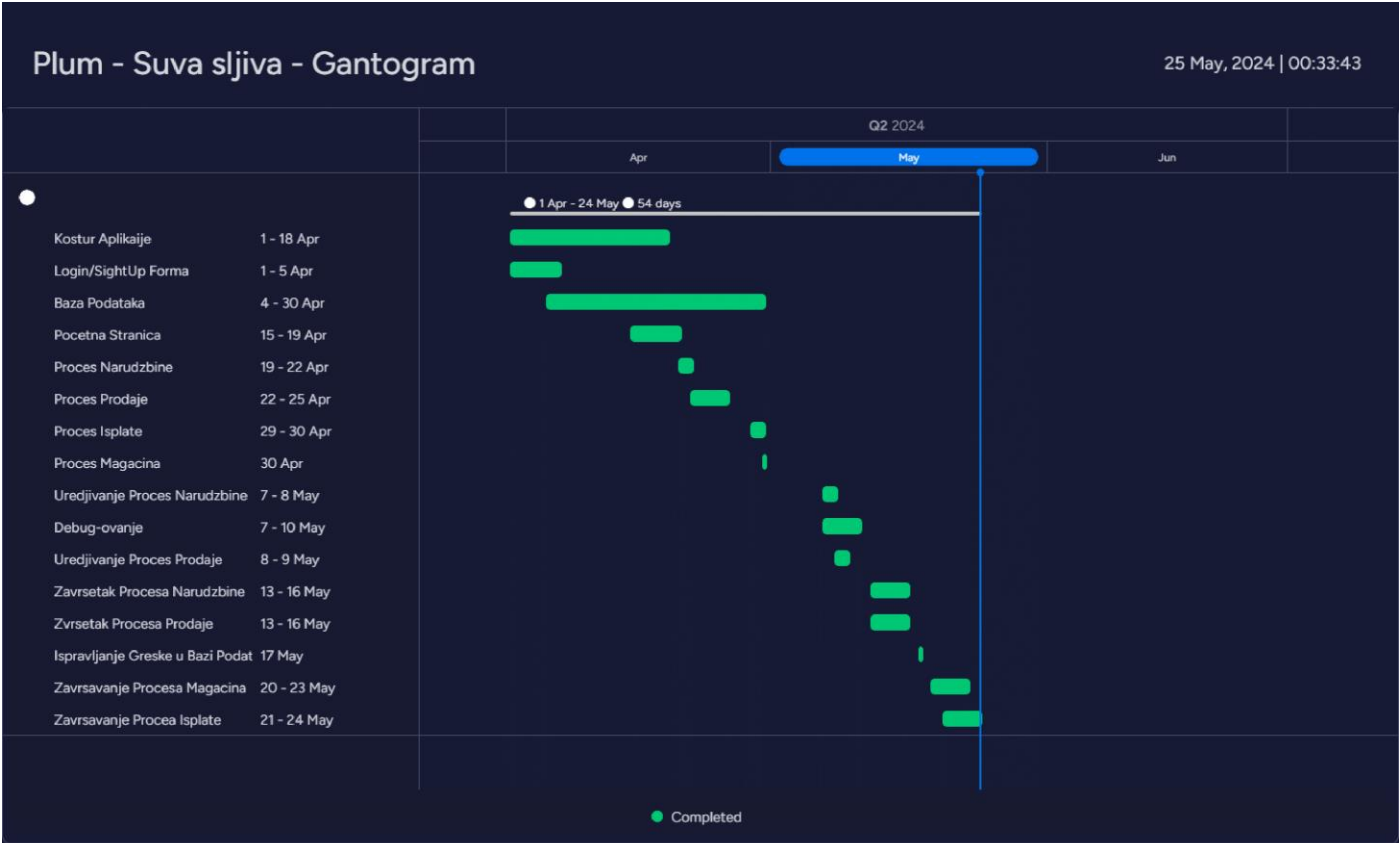 Plum - Suva sljiva - Gantogram
25 May, 2024 | 00:33:43
Q2 2024
Apr May Jun
1 Apr - 24 May 54 days
Kostur Aplikaije 1 - 18 Apr
Login/SightUp Forma 1 - 5 Apr
Baza Podataka 4 - 30 Apr
Pocetna Stranica 15 - 19 Apr
Proces Narudzbine 19 - 22 Apr
Proces Prodaje 22 - 25 Apr
Proces Isplate 29 - 30 Apr
Proces Magacina 30 Apr
Uredjivanje Proces Narudzbine 7 - 8 May
Debug-ovanje 7 - 10 May
Uredjivanje Proces Prodaje 8 - 9 May
Zavrsetak Procesa Narudzbine 13 - 16 May
Zvrsetak Procesa Prodaje 13 - 16 May
Ispravljanje Greske u Bazi Podat 17 May
Zavrsavanje Procesa Magacina 20 - 23 May
Zavrsavanje Procea Isplate 21 - 24 May
Completed